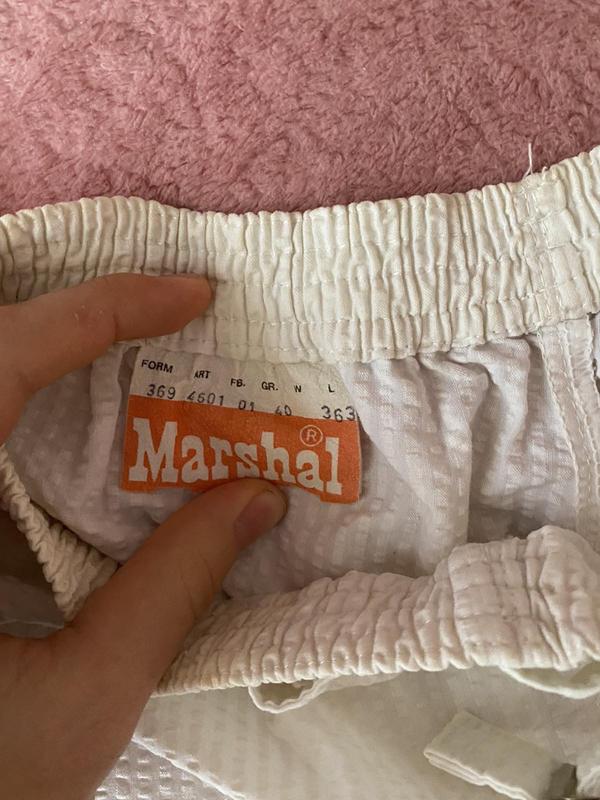 FORM ART FB. GR. W L
369 4601 01 40 363
Marshal®